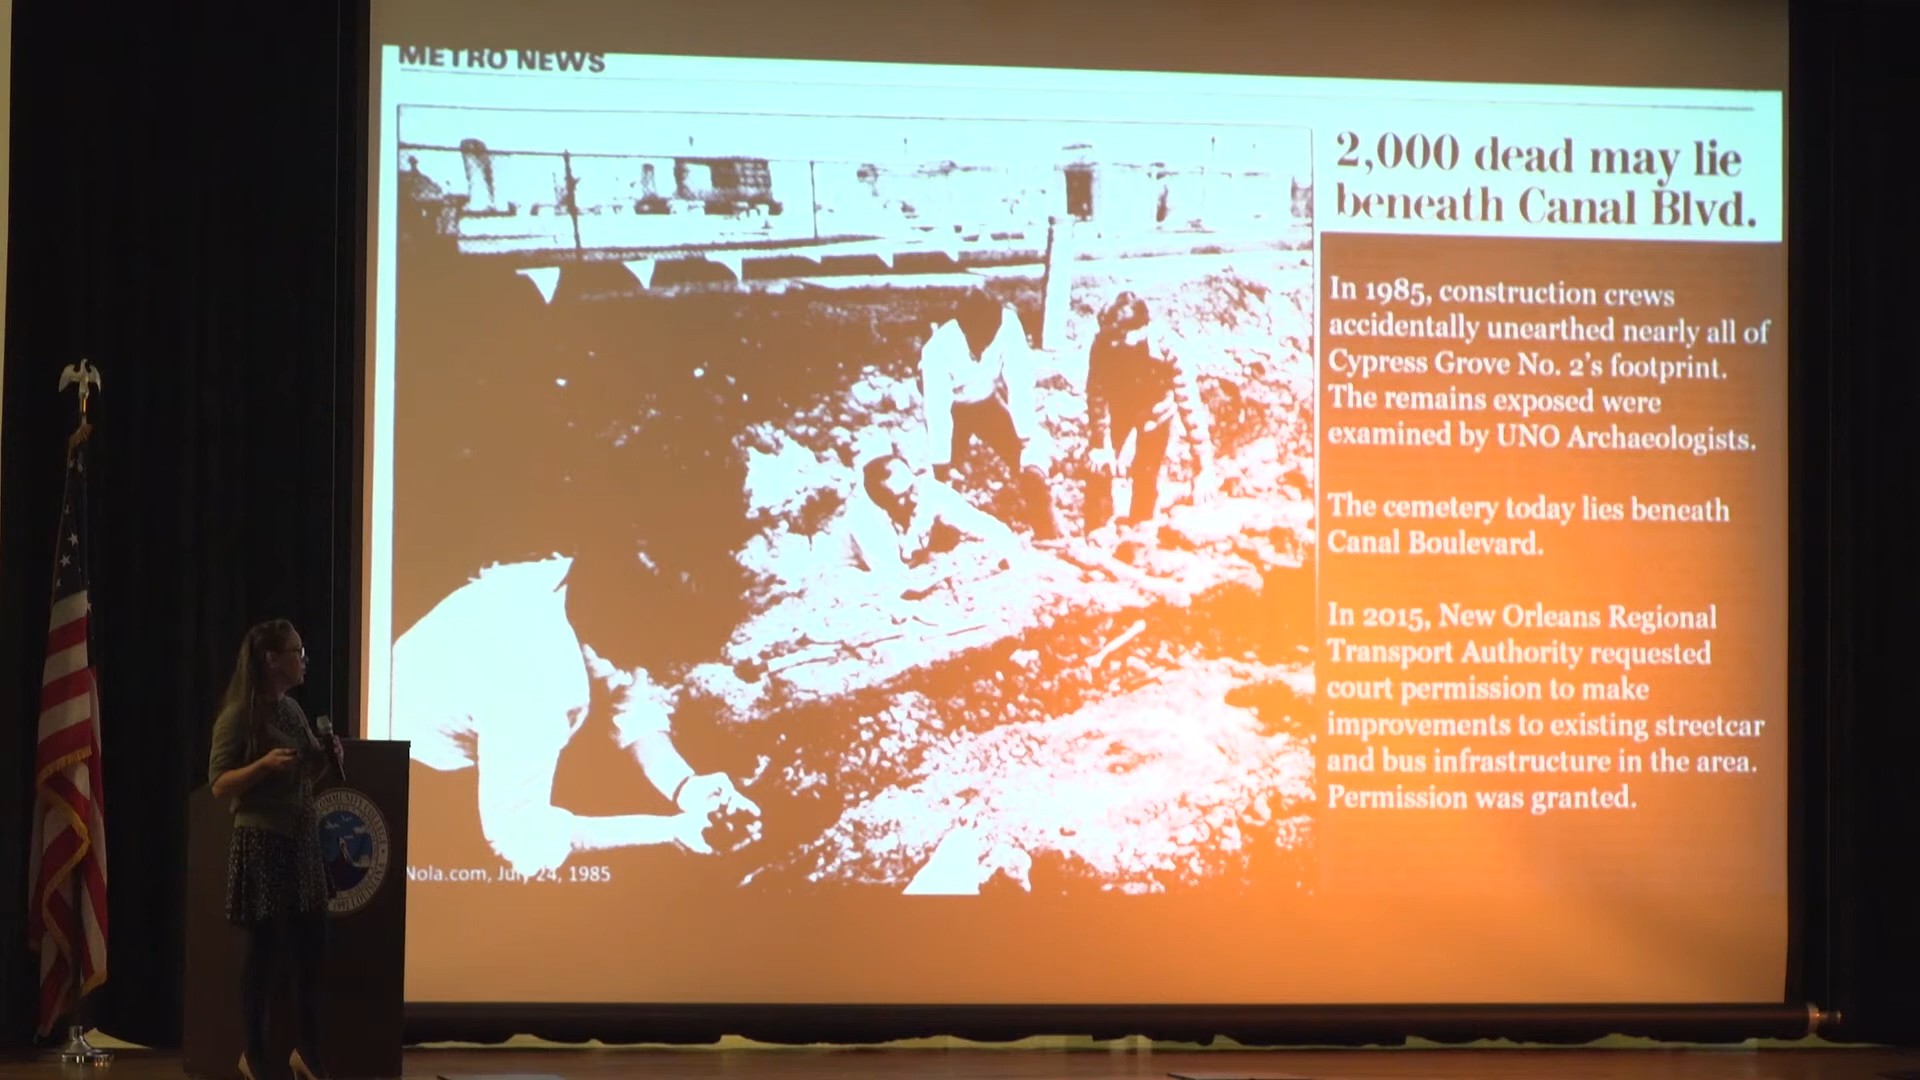 METRO NEWS
2,000 dead may lie
beneath Canal Blvd.
In 1985, construction crews
accidentally unearthed nearly all of
Cypress Grove No. 2's footprint.
The remains exposed were
examined by UNO Archaeologists.
The cemetery today lies beneath
Canal Boulevard.
In 2015, New Orleans Regional
Transport Authority requested
court permission to make
improvements to existing streetcar
and bus infrastructure in the area.
Permission was granted.
Nola.com, July 24, 1985
COMMUNITY COLLEGE